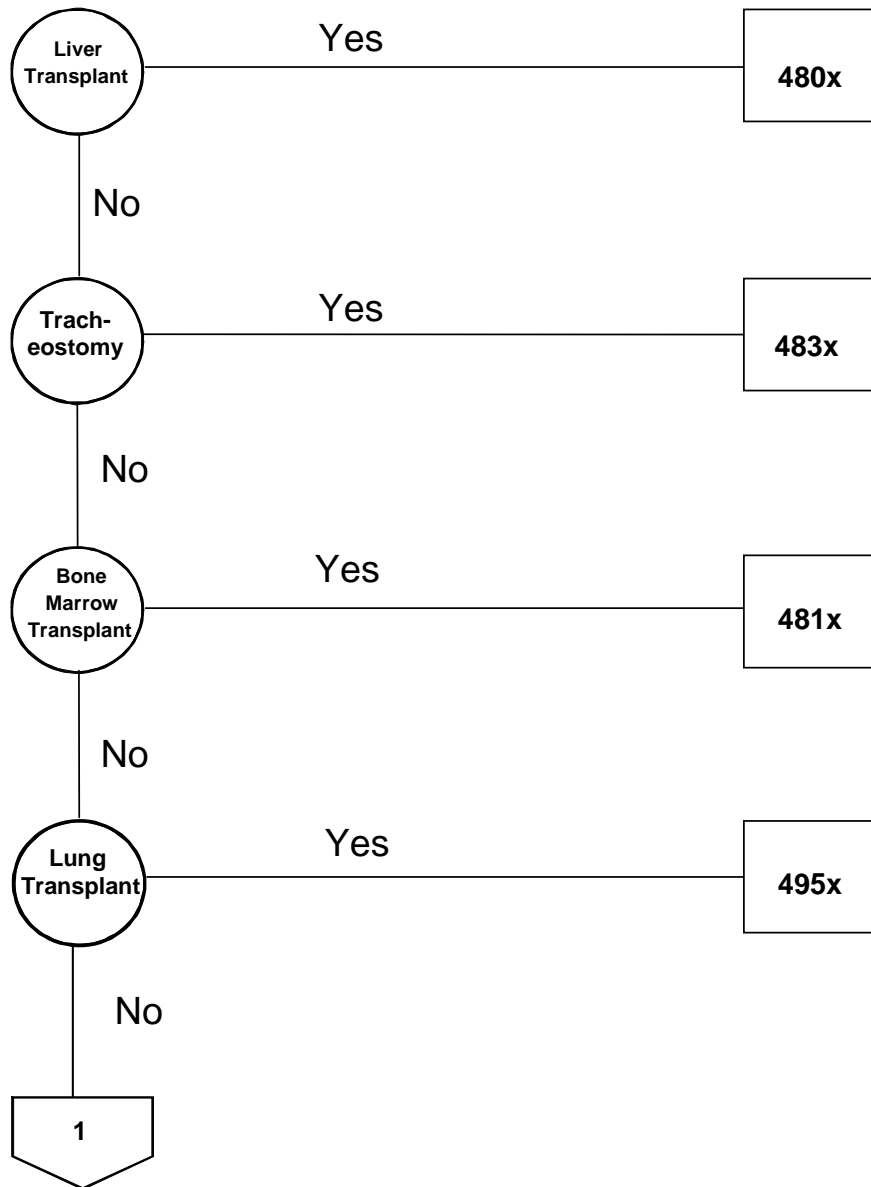 Liver
Transplant
Yes
480x
No
Trach-
eostomy
Yes
483x
No
Bone
Marrow
Transplant
Yes
481x
No
Lung
Transplant
Yes
495x
No
1